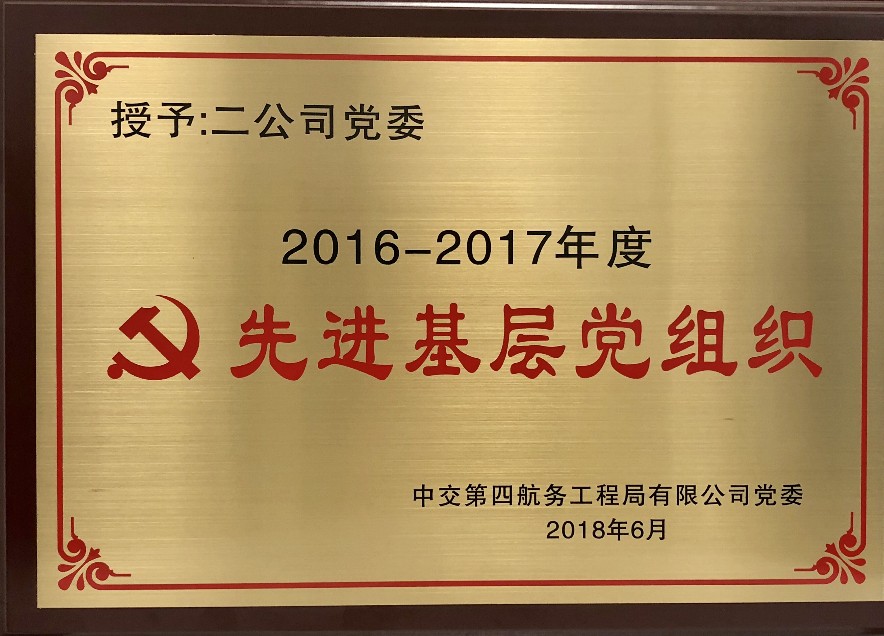 授予:二公司党委
2016-2017年度
先进基层党组织
中交第四航务工程局有限公司党委
2018年6月